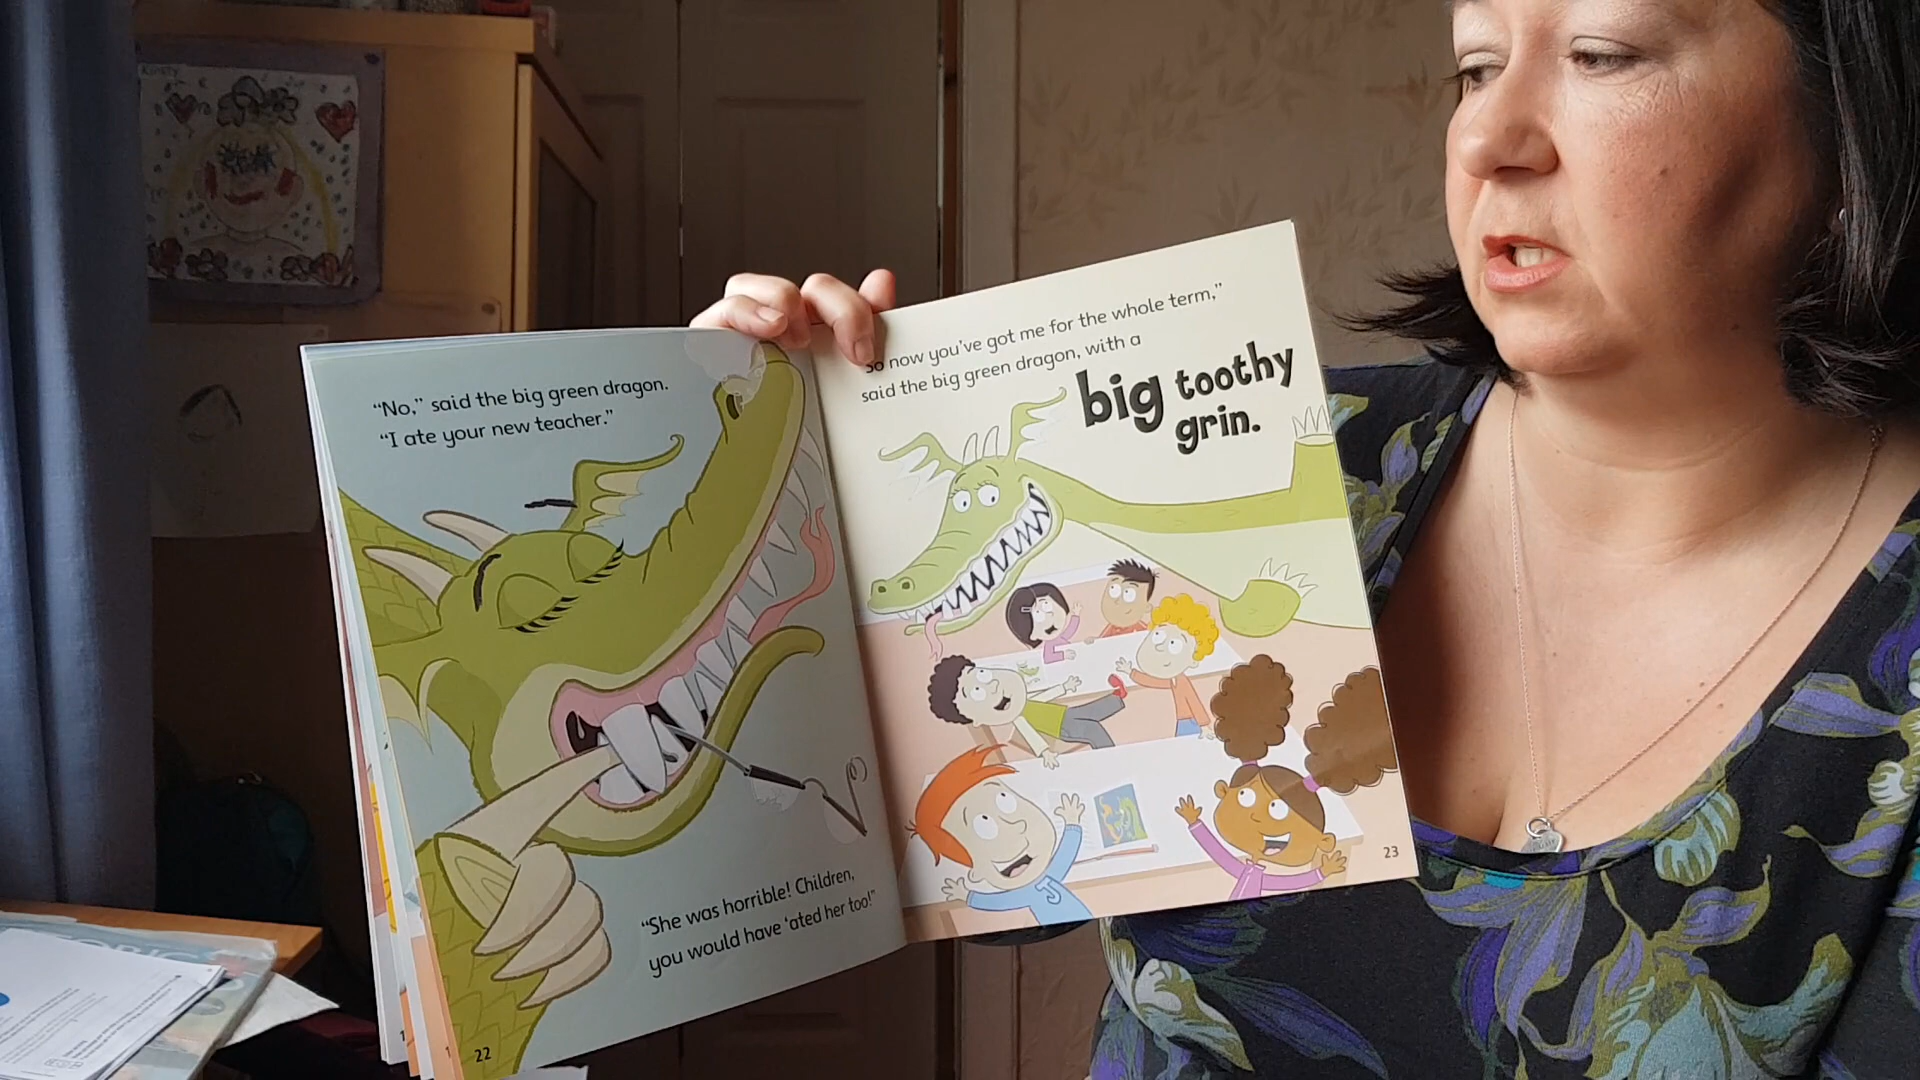 "No," said the big green dragon.
"I ate your new teacher."
"She was horrible! Children,
you would have 'ated her too!"
22
So now you've got me for the whole term,"
said the big green dragon, with a
big toothy
grin.
J
23